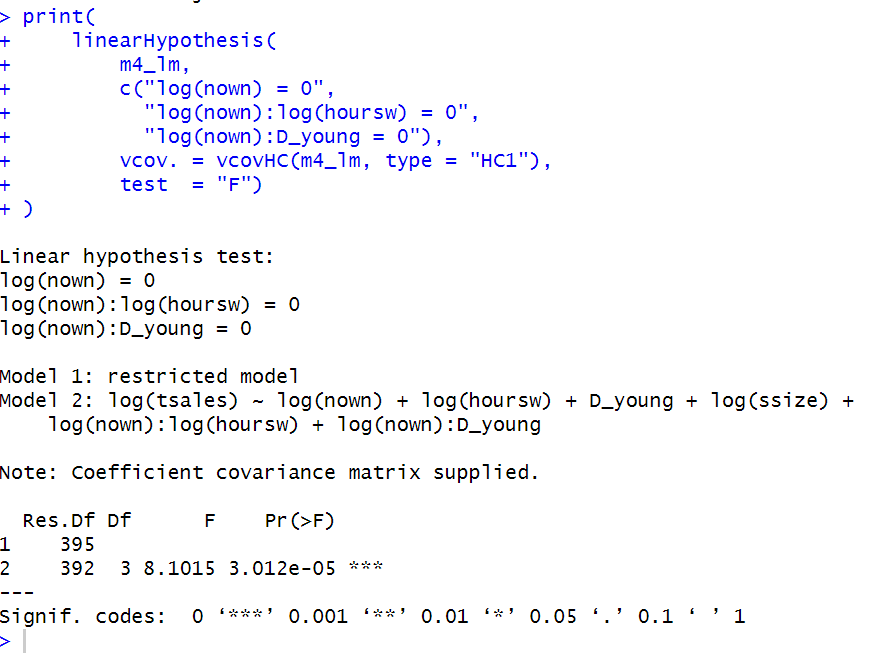 > print(
+     linearHypothesis(
+         m4_lm,
+         c("log(nown) = 0",
+           "log(nown):log(hoursw) = 0",
+           "log(nown):D_young = 0"),
+         vcov. = vcovHC(m4_lm, type = "HC1"),
+         test  = "F")
+ )
Linear hypothesis test:
log(nown) = 0
log(nown):log(hoursw) = 0
log(nown):D_young = 0
Model 1: restricted model
Model 2: log(tsales) ~ log(nown) + log(hoursw) + D_young + log(ssize) +
    log(nown):log(hoursw) + log(nown):D_young
Note: Coefficient covariance matrix supplied.
  Res.Df Df      F    Pr(>F)
1    395
2    392  3 8.1015 3.012e-05 ***
---
Signif. codes:  0 ‘***’ 0.001 ‘**’ 0.01 ‘*’ 0.05 ‘.’ 0.1 ‘ ’ 1
>